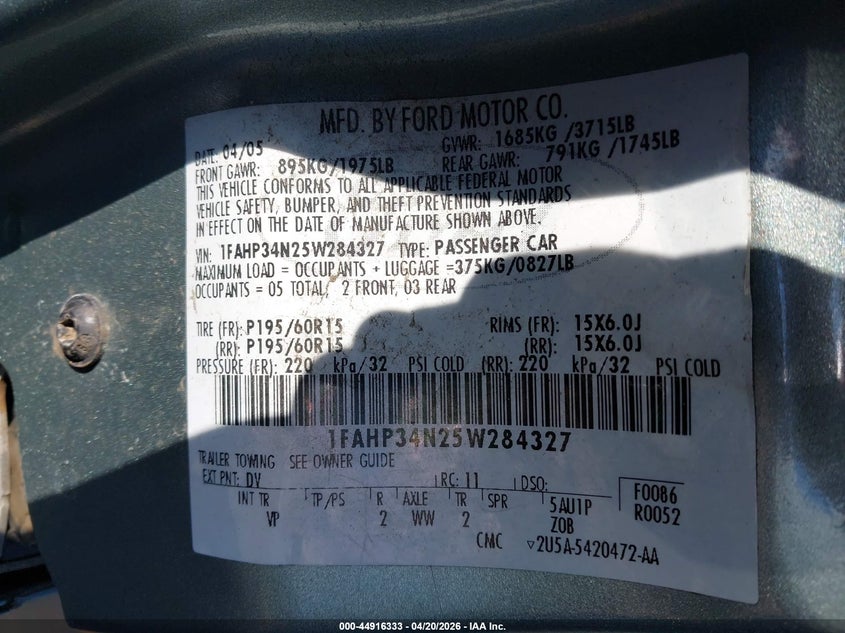 MFD. BY FORD MOTOR CO.
DATE: 04/05 GVWR: 1685KG /3715LB
FRONT GAWR: 895KG/1975LB REAR GAWR: 791KG /1745LB
THIS VEHICLE CONFORMS TO ALL APPLICABLE FEDERAL MOTOR
VEHICLE SAFETY, BUMPER, AND THEFT PREVENTION STANDARDS
IN EFFECT ON THE DATE OF MANUFACTURE SHOWN ABOVE.
VIN: 1FAHP34N25W284327 TYPE: PASSENGER CAR
MAXIMUM LOAD = OCCUPANTS + LUGGAGE =375KG/0827LB
OCCUPANTS = 05 TOTAL, 2 FRONT, 03 REAR
TIRE (FR): P195/60R15 RIMS (FR): 15X6.0J
(RR): P195/60R15 (RR): 15X6.0J
PRESSURE (FR): 220 kPa/32 PSI COLD (RR): 220 kPa/32 PSI COLD
1FAHP34N25W284327
TRAILER TOWING SEE OWNER GUIDE
EXT PNT: DV RC: 11 DSO: F0086
INT TR TP/PS R AXLE TR SPR 5AU1P R0052
VP 2 WW 2 ZOB
CMC ▽2U5A-5420472-AA
000-44916333 - 04/20/2026 - IAA Inc.